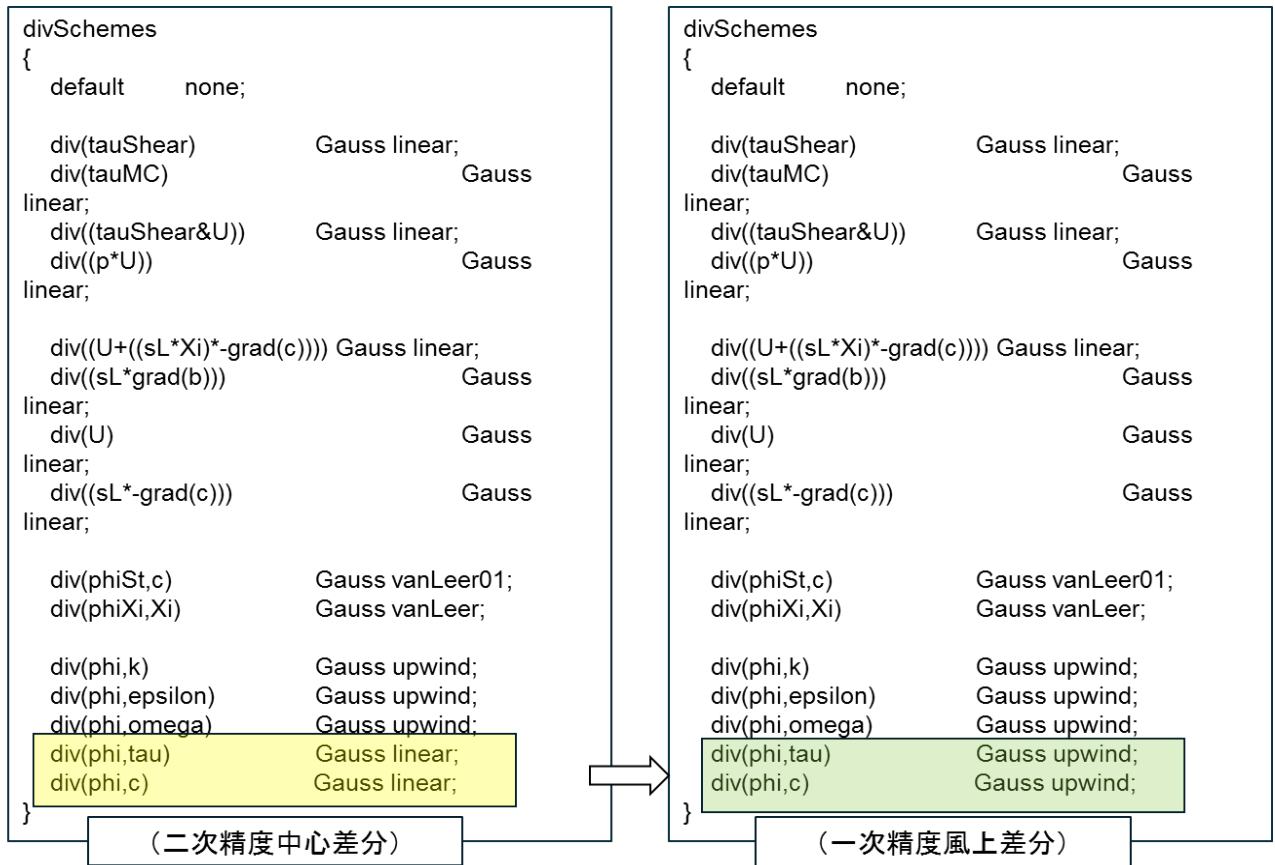 divSchemes
{
default none;
div(tauShear) Gauss linear;
div(tauMC) Gauss
linear;
div((tauShear&U)) Gauss linear;
div((p*U)) Gauss
linear;
div((U+((sL*Xi)*-grad(c)))) Gauss linear;
div((sL*grad(b))) Gauss
linear;
div(U) Gauss
linear;
div((sL*-grad(c))) Gauss
linear;
div(phiSt,c) Gauss vanLeer01;
div(phiXi,Xi) Gauss vanLeer;
div(phi,k) Gauss upwind;
div(phi,epsilon) Gauss upwind;
div(phi,omega) Gauss upwind;
div(phi,tau) Gauss linear;
div(phi,c) Gauss linear;
}
（二次精度中心差分）
divSchemes
{
default none;
div(tauShear) Gauss linear;
div(tauMC) Gauss
linear;
div((tauShear&U)) Gauss linear;
div((p*U)) Gauss
linear;
div((U+((sL*Xi)*-grad(c)))) Gauss linear;
div((sL*grad(b))) Gauss
linear;
div(U) Gauss
linear;
div((sL*-grad(c))) Gauss
linear;
div(phiSt,c) Gauss vanLeer01;
div(phiXi,Xi) Gauss vanLeer;
div(phi,k) Gauss upwind;
div(phi,epsilon) Gauss upwind;
div(phi,omega) Gauss upwind;
div(phi,tau) Gauss upwind;
div(phi,c) Gauss upwind;
}
（一次精度風上差分）